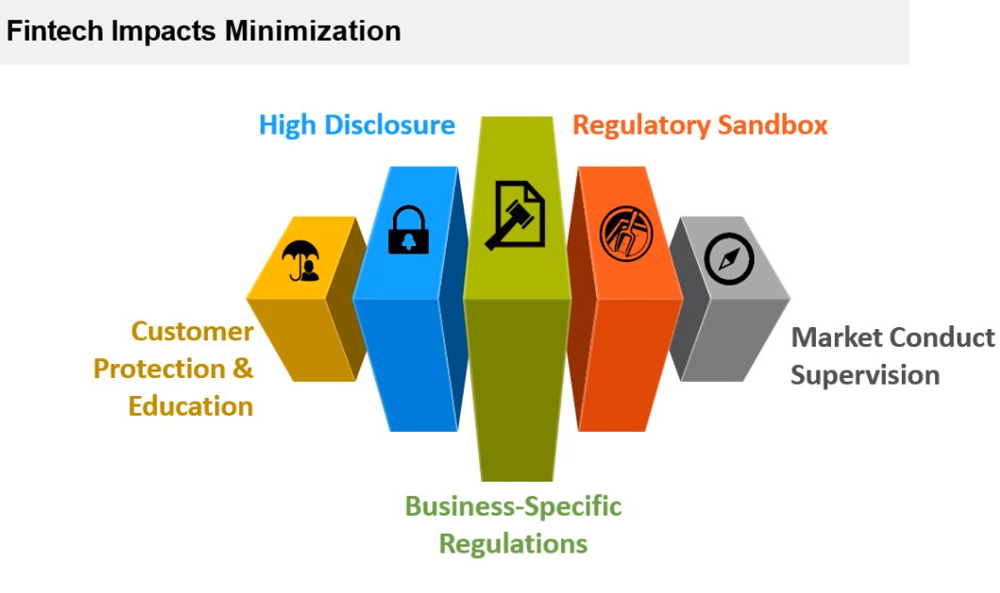 Fintech Impacts Minimization
High Disclosure
Regulatory Sandbox
Customer
Protection &
Education
Market Conduct
Supervision
Business-Specific
Regulations